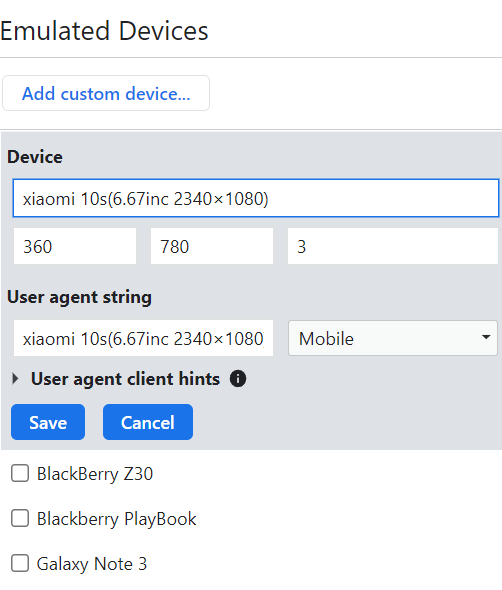 Emulated Devices
Add custom device...
Device
xiaomi 10s(6.67inc 2340×1080)
360 780 3
User agent string
xiaomi 10s(6.67inc 2340×1080 Mobile
User agent client hints
Save Cancel
BlackBerry Z30
Blackberry PlayBook
Galaxy Note 3